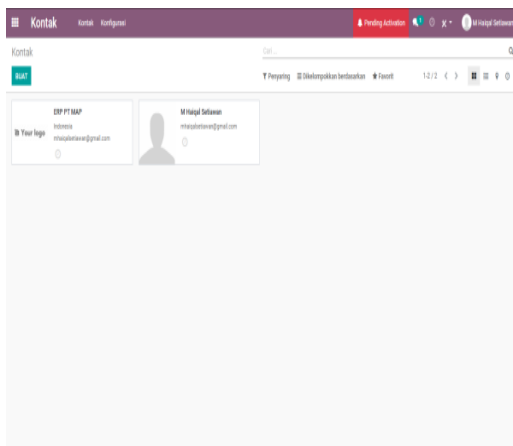 Kontak Kontak Konfigurasi Pending Activation 1 M Haiqal Setiawan
Kontak
Cari...
BUAT
Penyaring Dikelompokkan berdasarkan Favorit 1-2 / 2
ERP PT MAP
Indonesia
mhaiqalsetiawan@gmail.com
Your logo
M Haiqal Setiawan
mhaiqalsetiawan@gmail.com